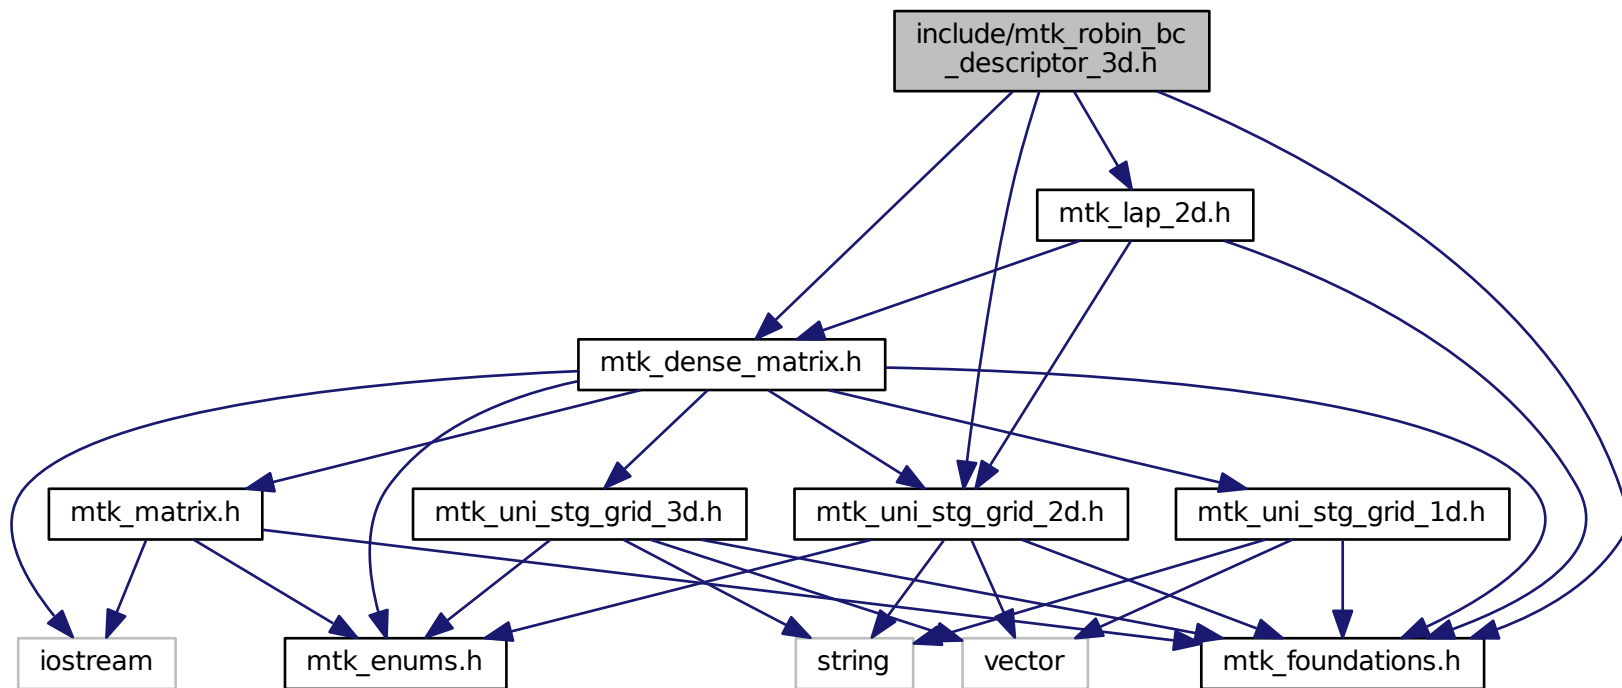 include/mtk_robin_bc
_descriptor_3d.h
mtk_lap_2d.h
mtk_dense_matrix.h
mtk_matrix.h
mtk_uni_stg_grid_3d.h
mtk_uni_stg_grid_2d.h
mtk_uni_stg_grid_1d.h
iostream
mtk_enums.h
string
vector
mtk_foundations.h